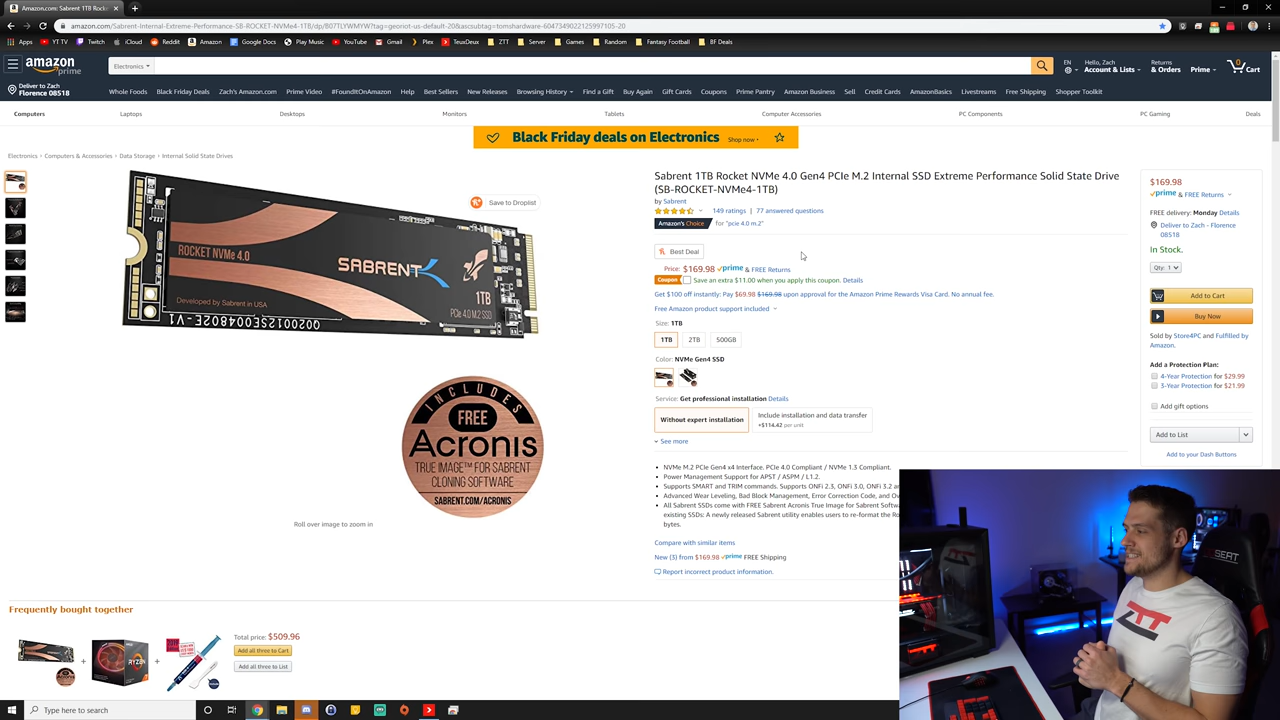 Amazon.com: Sabrent 1TB Rocke
amazon.com/Sabrent-Internal-Extreme-Performance-SB-ROCKET-NVMe4-1TB/dp/B07TLYWMYW?tag=georiot-us-default-20&ascsubtag=tomshardware-6047349022125997105-20
Apps YT TV Twitch iCloud Reddit Amazon Google Docs Play Music YouTube Gmail Plex TeuxDeux ZTT Server Games Random Fantasy Football BF Deals
amazon prime
Electronics
EN
Hello, Zach
Account & Lists
Returns
& Orders
Prime
0
Cart
Deliver to Zach
Florence 08518
Whole Foods Black Friday Deals Zach's Amazon.com Prime Video #FoundItOnAmazon Help Best Sellers New Releases Browsing History Find a Gift Buy Again Gift Cards Coupons Prime Pantry Amazon Business Sell Credit Cards AmazonBasics Livestreams Free Shipping Shopper Toolkit
Computers Laptops Desktops Monitors Tablets Computer Accessories PC Components PC Gaming Deals
Black Friday deals on Electronics Shop now ›
Electronics › Computers & Accessories › Data Storage › Internal Solid State Drives
Save to Droplist
ROCKET NVMe 4.0
SABRENT
1TB
PCIe 4.0 M.2 SSD
Developed by Sabrent in USA
INCLUDES
FREE
Acronis
TRUE IMAGE™ FOR SABRENT
CLONING SOFTWARE
SABRENT.COM/ACRONIS
Roll over image to zoom in
Sabrent 1TB Rocket NVMe 4.0 Gen4 PCIe M.2 Internal SSD Extreme Performance Solid State Drive
(SB-ROCKET-NVMe4-1TB)
by Sabrent
149 ratings | 77 answered questions
Amazon's Choice for "pcie 4.0 m.2"
Best Deal
Price: $169.98 prime & FREE Returns
Coupon Save an extra $11.00 when you apply this coupon. Details
Get $100 off instantly: Pay $69.98 $169.98 upon approval for the Amazon Prime Rewards Visa Card. No annual fee.
Free Amazon product support included
Size: 1TB
1TB 2TB 500GB
Color: NVMe Gen4 SSD
Service: Get professional installation Details
Without expert installation
Include installation and data transfer
+$114.42 per unit
See more
• NVMe M.2 PCIe Gen4 x4 Interface. PCIe 4.0 Compliant / NVMe 1.3 Compliant.
• Power Management Support for APST / ASPM / L1.2.
• Supports SMART and TRIM commands. Supports ONFi 2.3, ONFi 3.0, ONFi 3.2 an
• Advanced Wear Leveling, Bad Block Management, Error Correction Code, and Ov
• All Sabrent SSDs come with FREE Sabrent Acronis True Image for Sabrent Softwa
existing SSDs: A newly released Sabrent utility enables users to re-format the Ro
bytes.
Compare with similar items
New (3) from $169.98 prime FREE Shipping
Report incorrect product information.
$169.98
prime & FREE Returns
FREE delivery: Monday Details
Deliver to Zach - Florence
08518
In Stock.
Qty: 1
Add to Cart
Buy Now
Sold by Store4PC and Fulfilled by
Amazon.
Add a Protection Plan:
4-Year Protection for $29.99
3-Year Protection for $21.99
Add gift options
Add to List
Add to your Dash Buttons
Frequently bought together
+
+
RYZEN
Total price: $509.96
Add all three to Cart
Add all three to List
SEAT
ZTT
Type here to search